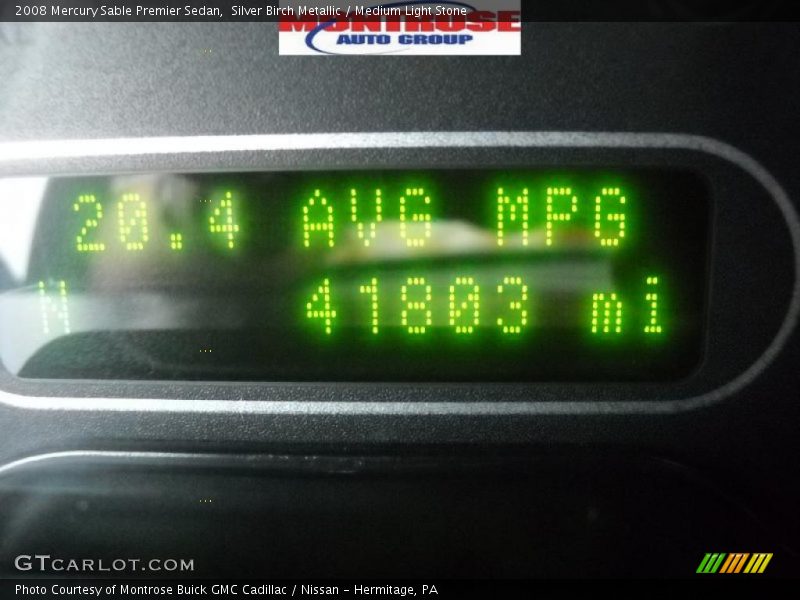 2008 Mercury Sable Premier Sedan,  Silver Birch Metallic / Medium Light Stone
MONTROSE
AUTO GROUP
20.4 AVG MPG
N 41803 mi
GTCARLOT.COM
Photo Courtesy of Montrose Buick GMC Cadillac / Nissan - Hermitage, PA